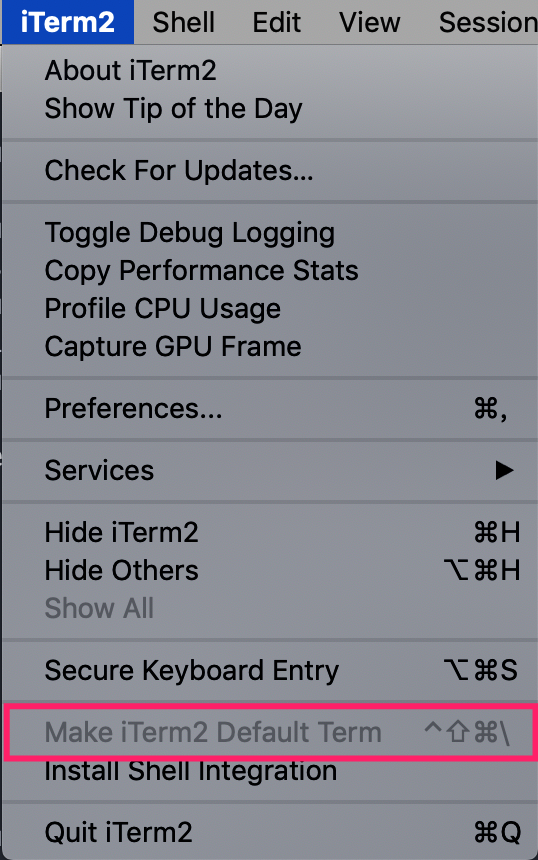 iTerm2 Shell Edit View Session
About iTerm2
Show Tip of the Day
Check For Updates...
Toggle Debug Logging
Copy Performance Stats
Profile CPU Usage
Capture GPU Frame
Preferences... ⌘,
Services ▶
Hide iTerm2 ⌘H
Hide Others ⌥⌘H
Show All
Secure Keyboard Entry ⌥⌘S
Make iTerm2 Default Term ^⇧⌘\
Install Shell Integration
Quit iTerm2 ⌘Q